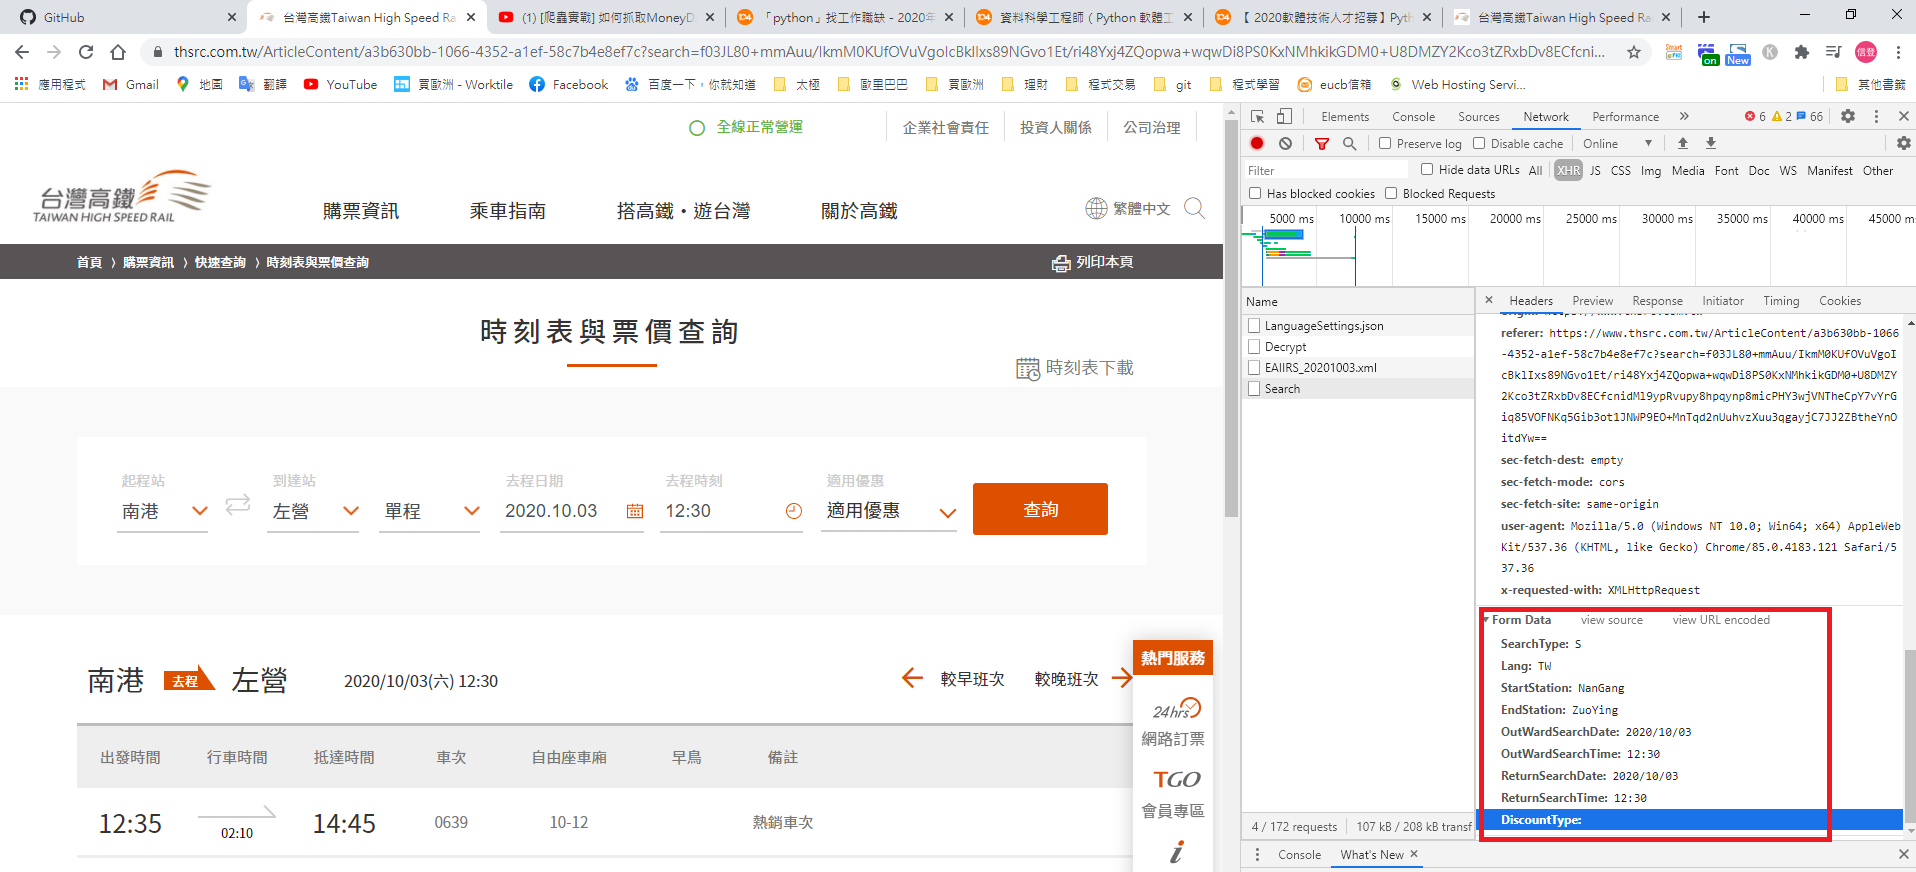 GitHub
台灣高鐵Taiwan High Speed Ra
(1) [爬蟲實戰] 如何抓取MoneyD
「python」找工作職缺 - 2020年
資料科學工程師（Python 軟體工
【 2020軟體技術人才招募】Pyth
台灣高鐵Taiwan High Speed Ra
thsrc.com.tw/ArticleContent/a3b630bb-1066-4352-a1ef-58c7b4e8ef7c?search=f03JL80+mmAuu/IkmM0KUfOVuVgoIcBklIxs89NGvo1Et/ri48Yxj4ZQopwa+wqwDi8PS0KxNMhkikGDM0+U8DMZY2Kco3tZRxbDv8ECfcni...
on
New
信登
應用程式
Gmail
地圖
翻譯
YouTube
買歐洲 - Worktile
Facebook
百度一下，你就知道
太極
歐里巴巴
買歐洲
理財
程式交易
git
程式學習
eucb信箱
Web Hosting Servi...
其他書籤
全線正常營運
企業社會責任
投資人關係
公司治理
台灣高鐵
TAIWAN HIGH SPEED RAIL
購票資訊
乘車指南
搭高鐵・遊台灣
關於高鐵
繁體中文
首頁 〉 購票資訊 〉 快速查詢 〉 時刻表與票價查詢
列印本頁
時刻表與票價查詢
時刻表下載
起程站
到達站
去程日期
去程時刻
適用優惠
南港
左營
單程
2020.10.03
12:30
適用優惠
查詢
南港
去程
左營
2020/10/03(六) 12:30
較早班次
較晚班次
出發時間
行車時間
抵達時間
車次
自由座車廂
早鳥
備註
12:35
02:10
14:45
0639
10-12
熱銷車次
熱門服務
24hrs
網路訂票
TGO
會員專區
i
Elements
Console
Sources
Network
Performance
6
2
66
Preserve log
Disable cache
Online
Filter
Hide data URLs
All
XHR
JS
CSS
Img
Media
Font
Doc
WS
Manifest
Other
Has blocked cookies
Blocked Requests
5000 ms
10000 ms
15000 ms
20000 ms
25000 ms
30000 ms
35000 ms
40000 ms
45000 m
Name
LanguageSettings.json
Decrypt
EAIIRS_20201003.xml
Search
4 / 172 requests
107 kB / 208 kB transf
Headers
Preview
Response
Initiator
Timing
Cookies
referer: https://www.thsrc.com.tw/ArticleContent/a3b630bb-1066
-4352-a1ef-58c7b4e8ef7c?search=f03JL80+mmAuu/IkmM0KUfOVuVgoI
cBklIxs89NGvo1Et/ri48Yxj4ZQopwa+wqwDi8PS0KxNMhkikGDM0+U8DMZY
2Kco3tZRxbDv8ECfcnidMl9ypRvupy8hpqynp8micPHY3wjVNTheCpY7vYrG
iq85VOFNKq5Gib3ot1JNWP9EO+MnTqd2nUuhvzXuu3qgayjC7JJ2ZBtheYnO
itdYw==
sec-fetch-dest: empty
sec-fetch-mode: cors
sec-fetch-site: same-origin
user-agent: Mozilla/5.0 (Windows NT 10.0; Win64; x64) AppleWeb
Kit/537.36 (KHTML, like Gecko) Chrome/85.0.4183.121 Safari/5
37.36
x-requested-with: XMLHttpRequest
Form Data
view source
view URL encoded
SearchType: S
Lang: TW
StartStation: NanGang
EndStation: ZuoYing
OutWardSearchDate: 2020/10/03
OutWardSearchTime: 12:30
ReturnSearchDate: 2020/10/03
ReturnSearchTime: 12:30
DiscountType:
Console
What's New